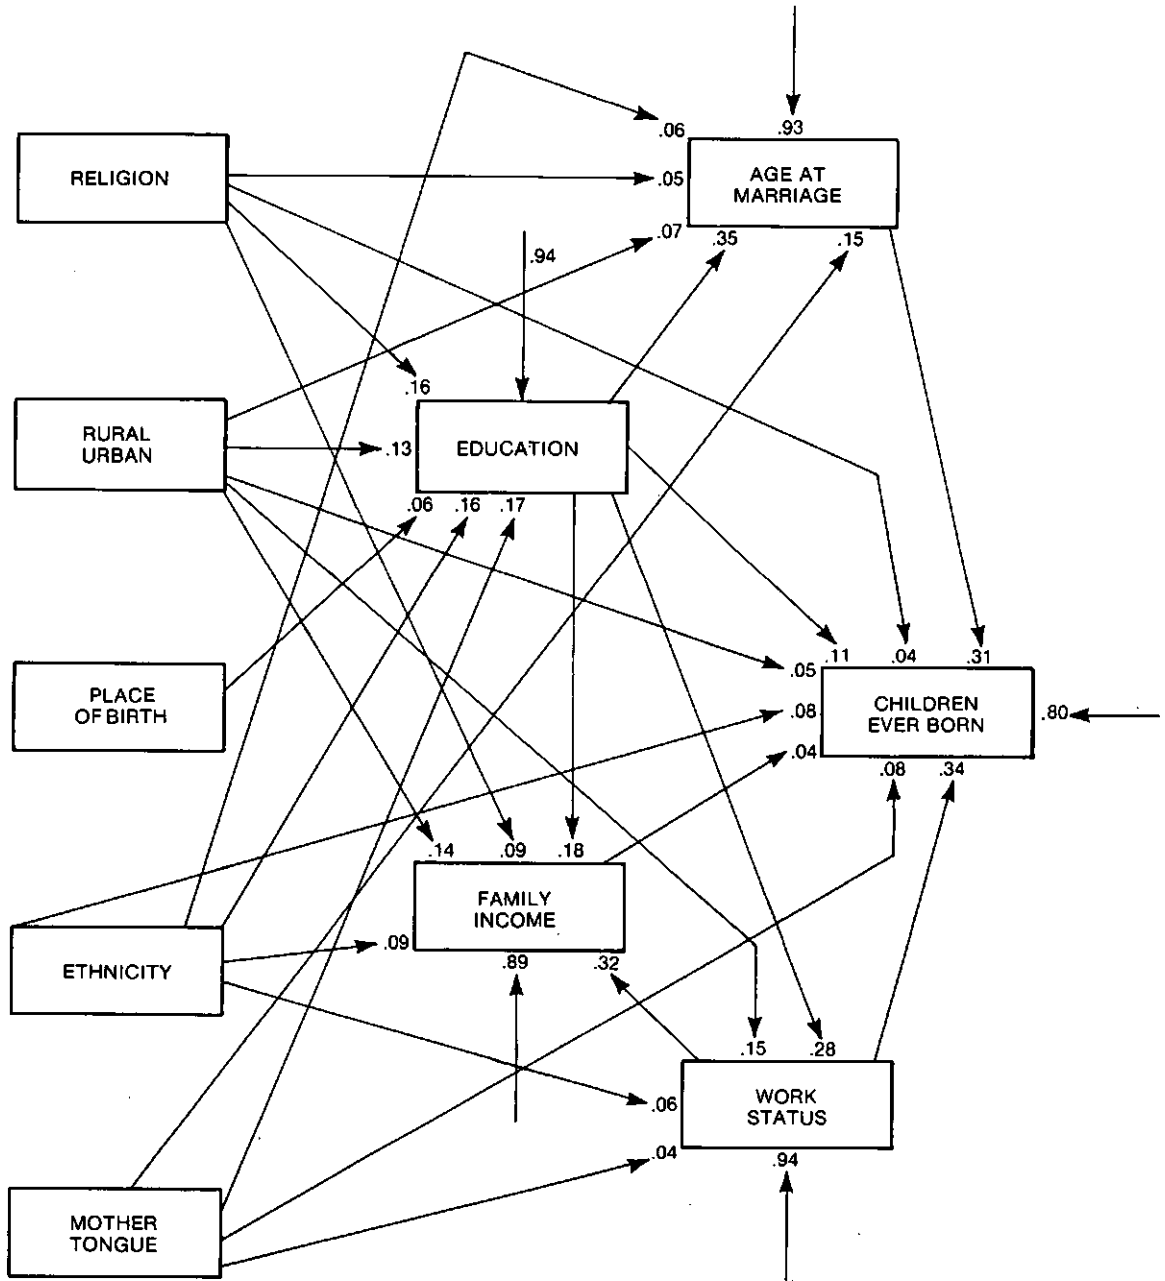 .06
.93
RELIGION
AGE AT
MARRIAGE
.05
.07
.35
.15
.94
.16
RURAL
URBAN
.13
EDUCATION
.06
.16
.17
.05
.11
.04
.31
PLACE
OF BIRTH
.08
CHILDREN
EVER BORN
.80
.04
.08
.34
.14
.09
.18
FAMILY
INCOME
ETHNICITY
.09
.89
.32
.15
.28
.06
WORK
STATUS
.04
.94
MOTHER
TONGUE